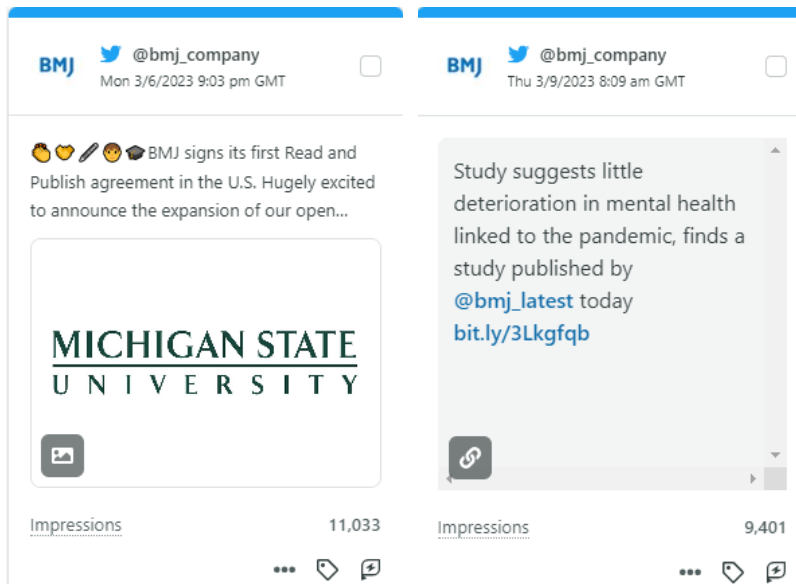 BMJ
@bmj_company
Mon 3/6/2023 9:03 pm GMT
BMJ signs its first Read and
Publish agreement in the U.S. Hugely excited
to announce the expansion of our open...
MICHIGAN STATE
UNIVERSITY
Impressions 11,033
BMJ
@bmj_company
Thu 3/9/2023 8:09 am GMT
Study suggests little
deterioration in mental health
linked to the pandemic, finds a
study published by
@bmj_latest today
bit.ly/3Lkgfqb
Impressions 9,401